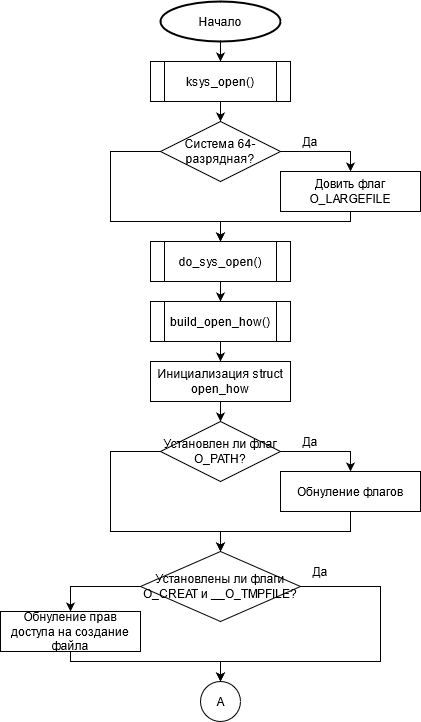 Начало
ksys_open()
Система 64-
разрядная?
Да
Довить флаг
O_LARGEFILE
do_sys_open()
build_open_how()
Инициализация struct
open_how
Установлен ли флаг
O_PATH?
Да
Обнуление флагов
Установлены ли флаги
O_CREAT и __O_TMPFILE?
Да
Обнуление прав
доступа на создание
файла
A